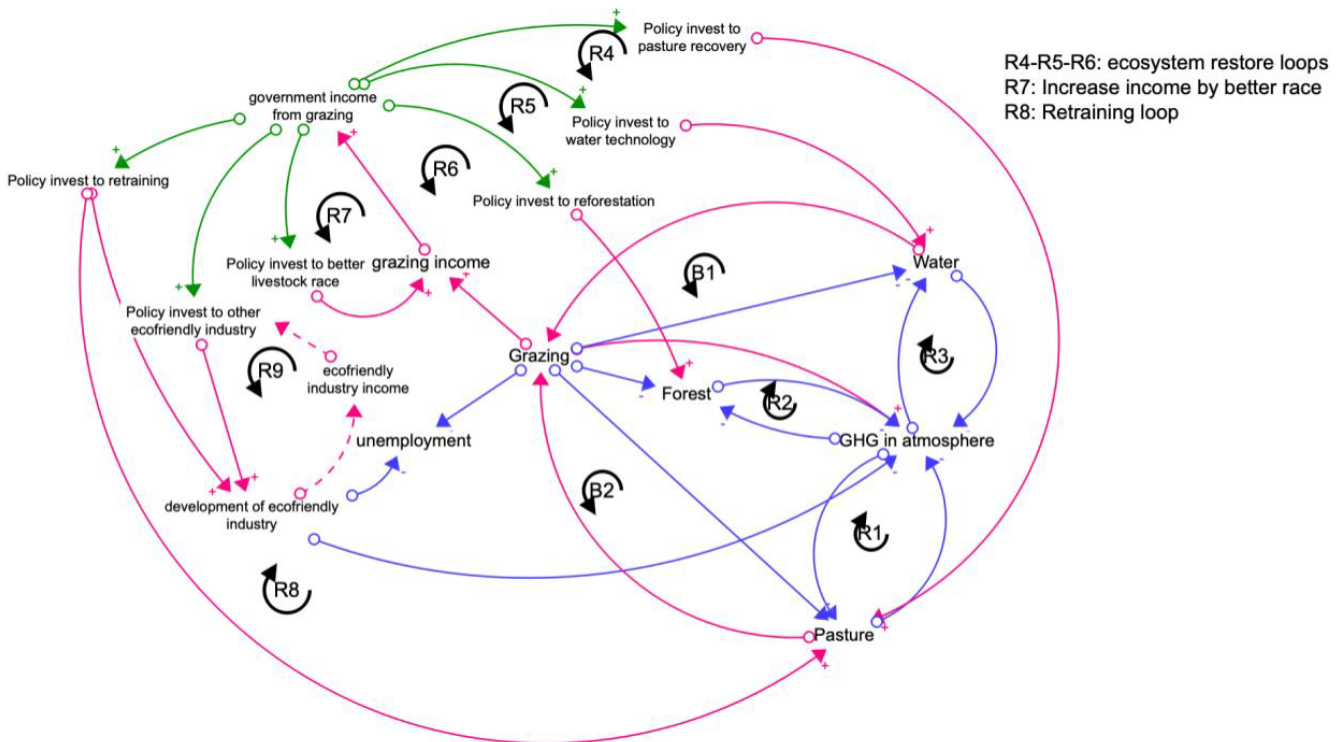 Policy invest to
pasture recovery
R4-R5-R6: ecosystem restore loops
R7: Increase income by better race
R8: Retraining loop
R4
government income
from grazing
R5
Policy invest to
water technology
Policy invest to retraining
R6
Policy invest to reforestation
R7
Policy invest to better
livestock race
grazing income
B1
Water
Policy invest to other
ecofriendly industry
R9
ecofriendly
industry income
Grazing
R3
Forest
R2
unemployment
GHG in atmosphere
development of ecofriendly
industry
B2
R1
R8
Pasture